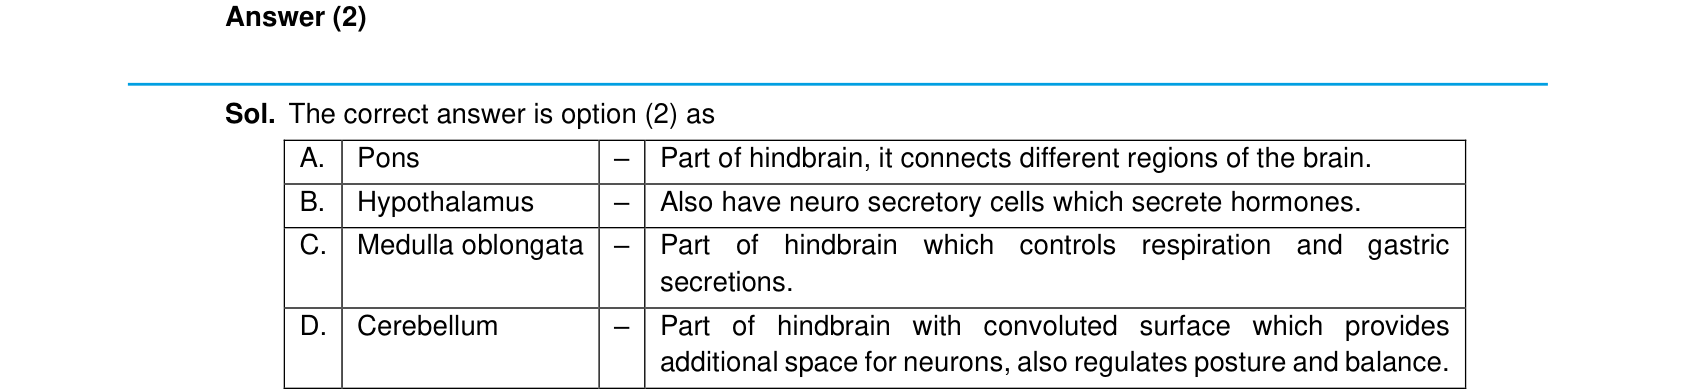 Answer (2)
Sol. The correct answer is option (2) as
A. Pons – Part of hindbrain, it connects different regions of the brain.
B. Hypothalamus – Also have neuro secretory cells which secrete hormones.
C. Medulla oblongata – Part of hindbrain which controls respiration and gastric
secretions.
D. Cerebellum – Part of hindbrain with convoluted surface which provides
additional space for neurons, also regulates posture and balance.